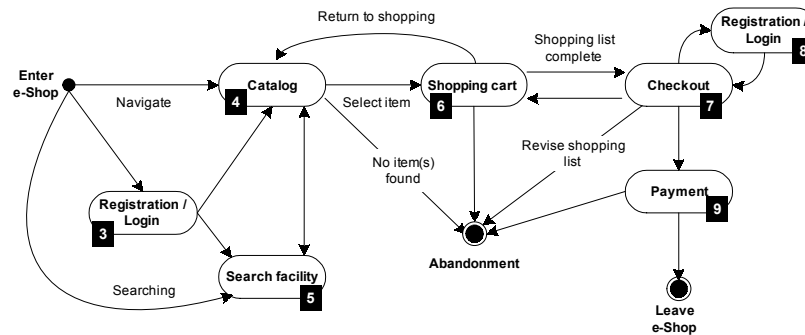 Return to shopping
Registration /
Login
8
Shopping list
complete
Enter
e-Shop
Navigate
Catalog
4
Select item
Shopping cart
6
Checkout
7
No item(s)
found
Revise shopping
list
Registration /
Login
3
Payment
9
Abandonment
Search facility
5
Searching
Leave
e-Shop